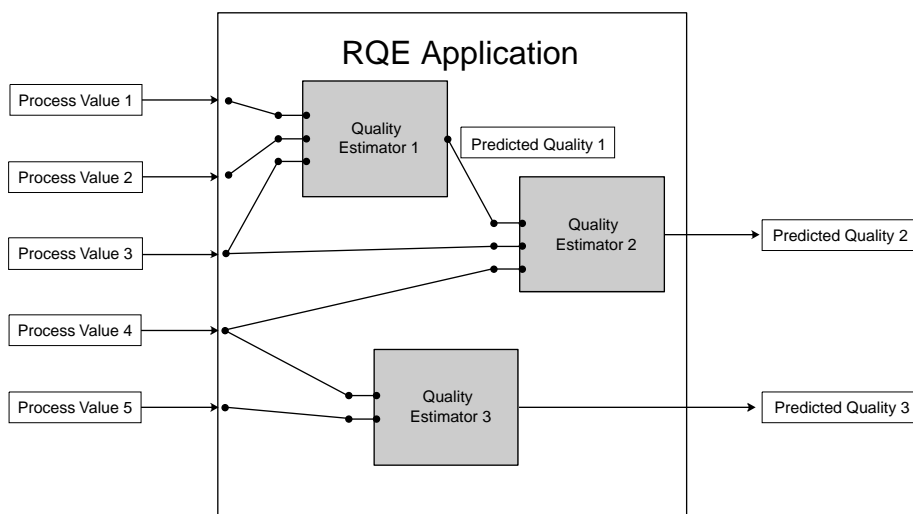 RQE Application
Process Value 1
Quality
Estimator 1
Predicted Quality 1
Process Value 2
Quality
Estimator 2
Predicted Quality 2
Process Value 3
Process Value 4
Quality
Estimator 3
Process Value 5
Predicted Quality 3